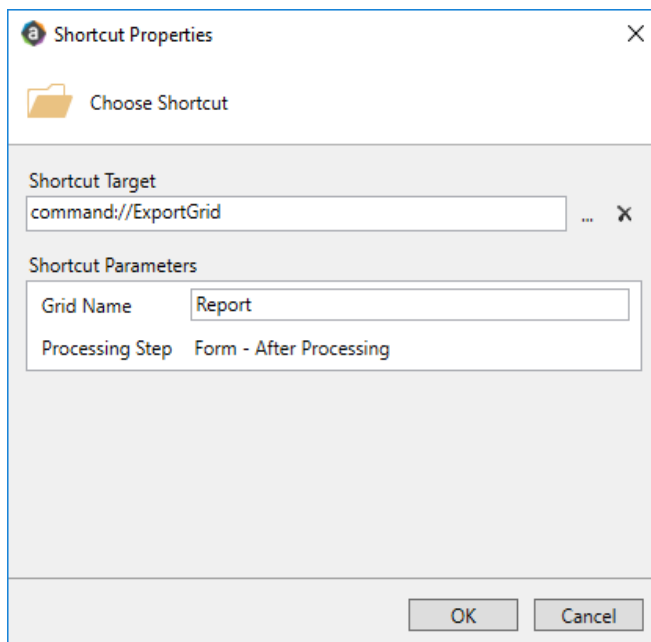 Shortcut Properties
Choose Shortcut
Shortcut Target
command://ExportGrid
...
Shortcut Parameters
Grid Name Report
Processing Step Form - After Processing
OK Cancel